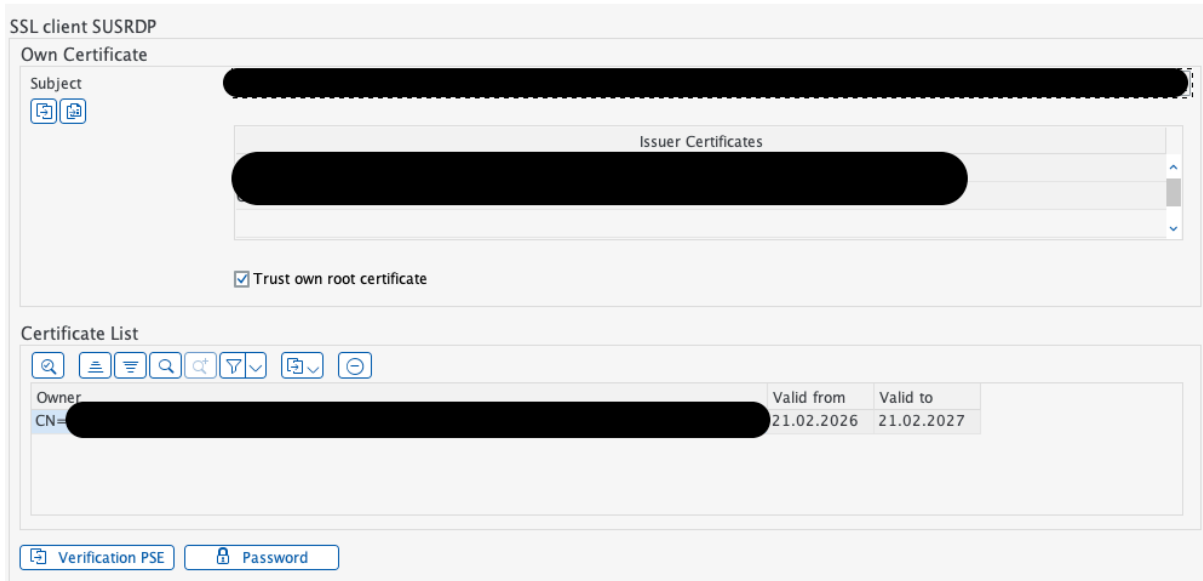 SSL client SUSRDP
Own Certificate
Subject
Issuer Certificates
Trust own root certificate
Certificate List
Owner Valid from Valid to
CN= 21.02.2026 21.02.2027
Verification PSE Password